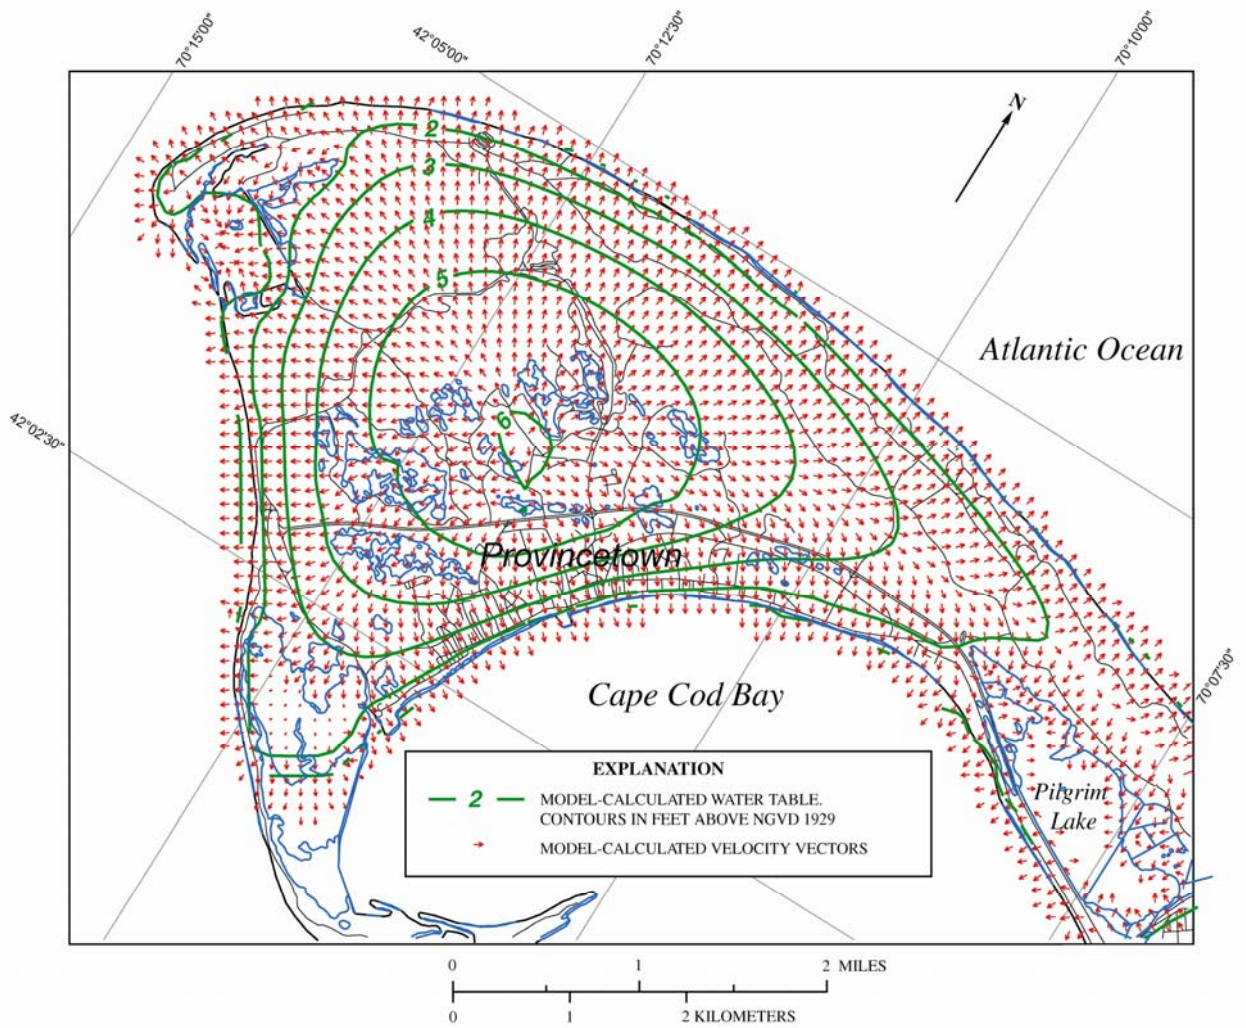 70°15'00"
42°05'00"
70°12'30"
70°10'00"
N
2
3
4
5
Atlantic Ocean
6
42°02'30"
Provincetown
1
70°07'30"
Cape Cod Bay
EXPLANATION
2 MODEL-CALCULATED WATER TABLE.
CONTOURS IN FEET ABOVE NGVD 1929
MODEL-CALCULATED VELOCITY VECTORS
Pilgrim
Lake
0 1 2 MILES
0 1 2 KILOMETERS